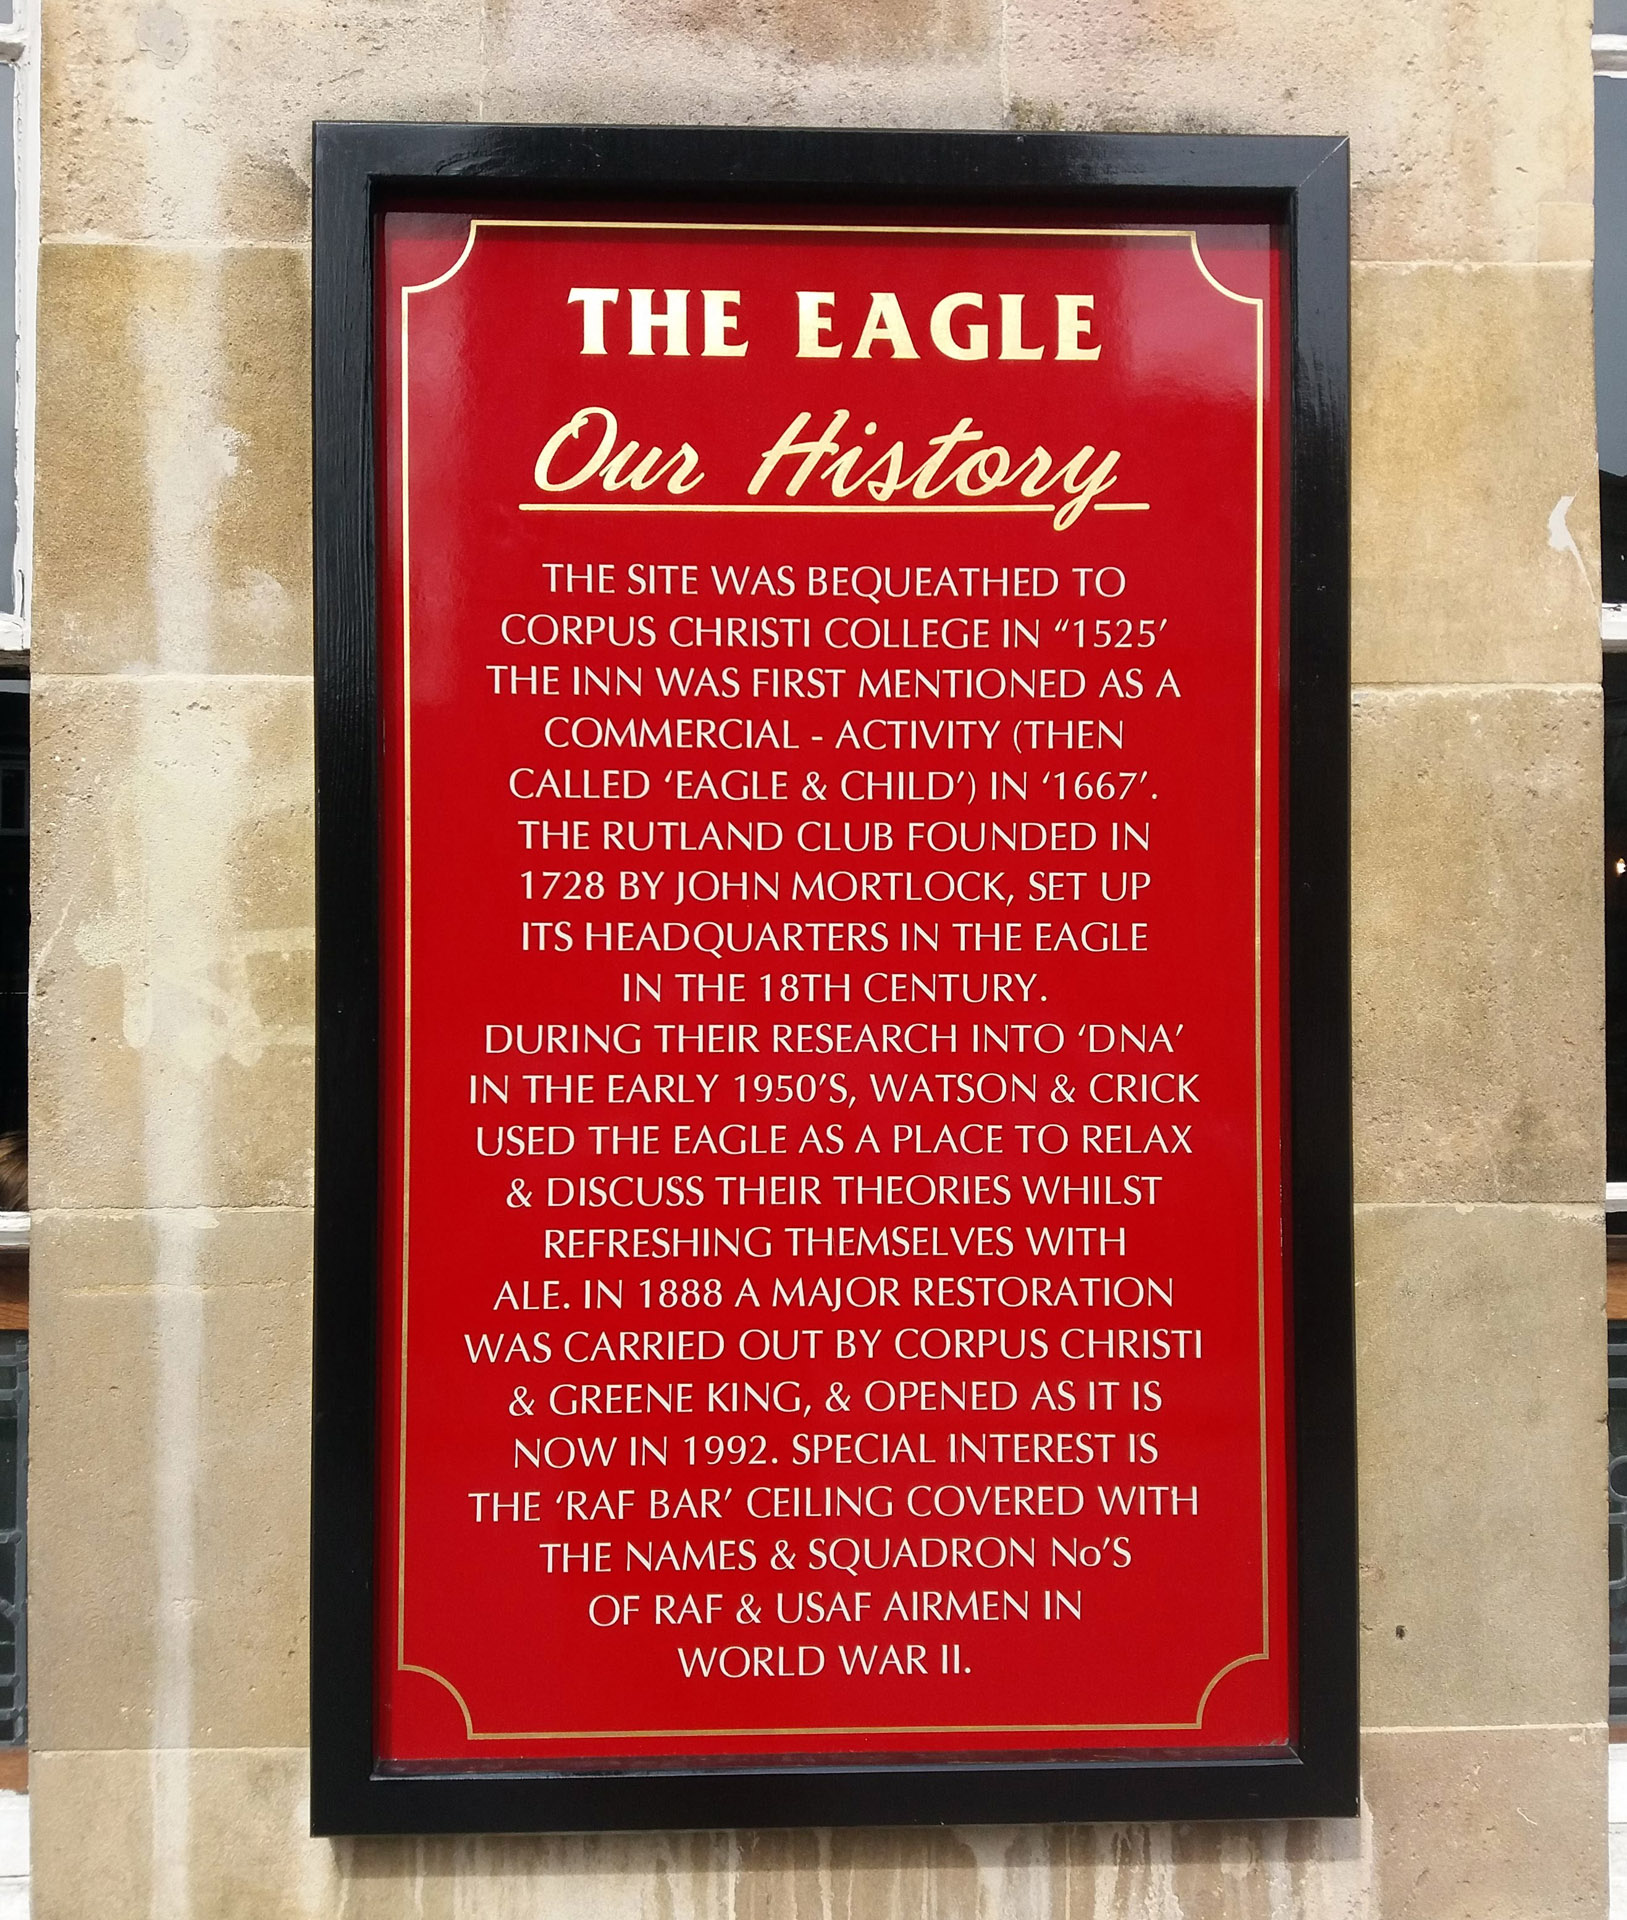 THE EAGLE
Our History
THE SITE WAS BEQUEATHED TO
CORPUS CHRISTI COLLEGE IN “1525’
THE INN WAS FIRST MENTIONED AS A
COMMERCIAL - ACTIVITY (THEN
CALLED ‘EAGLE & CHILD’) IN ‘1667’.
THE RUTLAND CLUB FOUNDED IN
1728 BY JOHN MORTLOCK, SET UP
ITS HEADQUARTERS IN THE EAGLE
IN THE 18TH CENTURY.
DURING THEIR RESEARCH INTO ‘DNA’
IN THE EARLY 1950’S, WATSON & CRICK
USED THE EAGLE AS A PLACE TO RELAX
& DISCUSS THEIR THEORIES WHILST
REFRESHING THEMSELVES WITH
ALE. IN 1888 A MAJOR RESTORATION
WAS CARRIED OUT BY CORPUS CHRISTI
& GREENE KING, & OPENED AS IT IS
NOW IN 1992. SPECIAL INTEREST IS
THE ‘RAF BAR’ CEILING COVERED WITH
THE NAMES & SQUADRON No’S
OF RAF & USAF AIRMEN IN
WORLD WAR II.